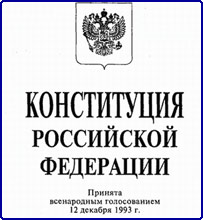 КОНСТИТУЦИЯ
РОССИЙСКОЙ
ФЕДЕРАЦИИ
Принята
всенародным голосованием
12 декабря 1993 г.